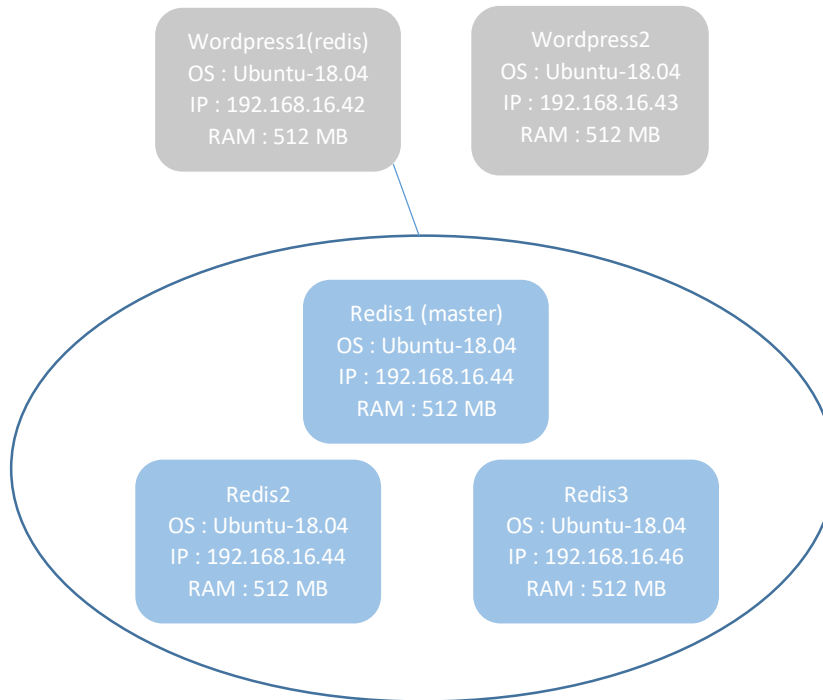 Wordpress1(redis)
OS : Ubuntu-18.04
IP : 192.168.16.42
RAM : 512 MB
Wordpress2
OS : Ubuntu-18.04
IP : 192.168.16.43
RAM : 512 MB
Redis1 (master)
OS : Ubuntu-18.04
IP : 192.168.16.44
RAM : 512 MB
Redis2
OS : Ubuntu-18.04
IP : 192.168.16.44
RAM : 512 MB
Redis3
OS : Ubuntu-18.04
IP : 192.168.16.46
RAM : 512 MB